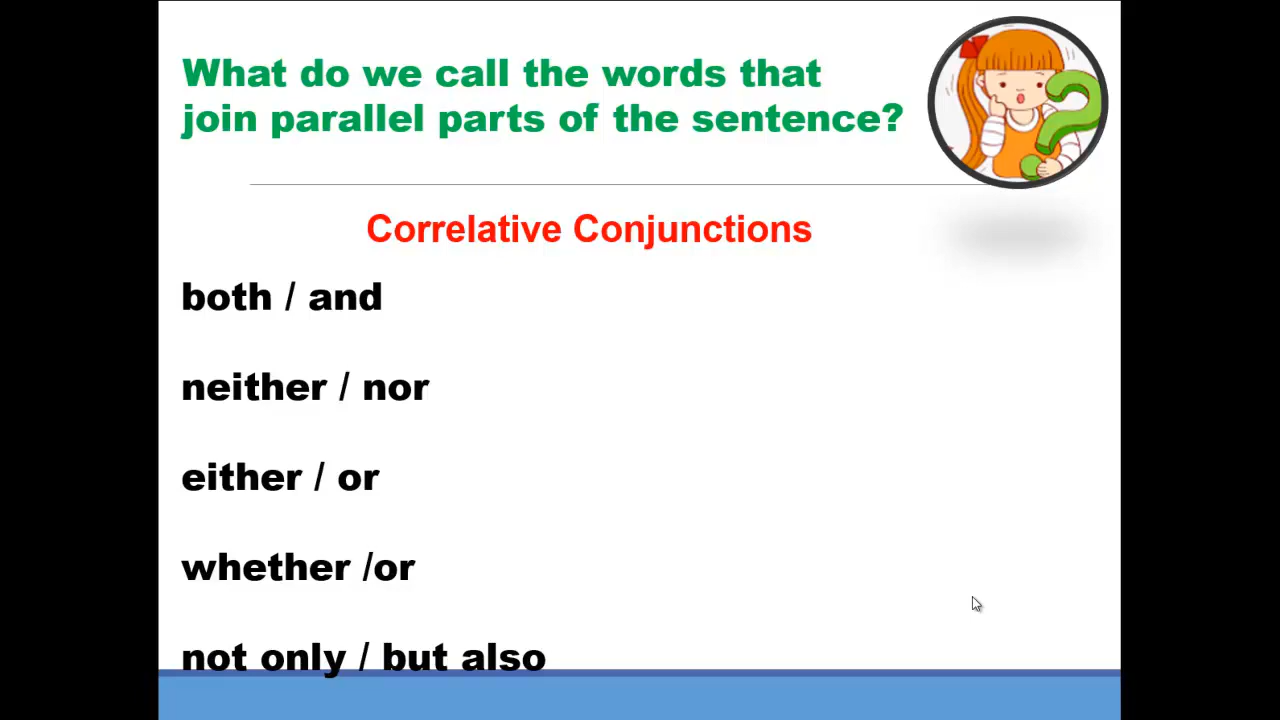 What do we call the words that
join parallel parts of the sentence?
Correlative Conjunctions
both / and
neither / nor
either / or
whether /or
not only / but also